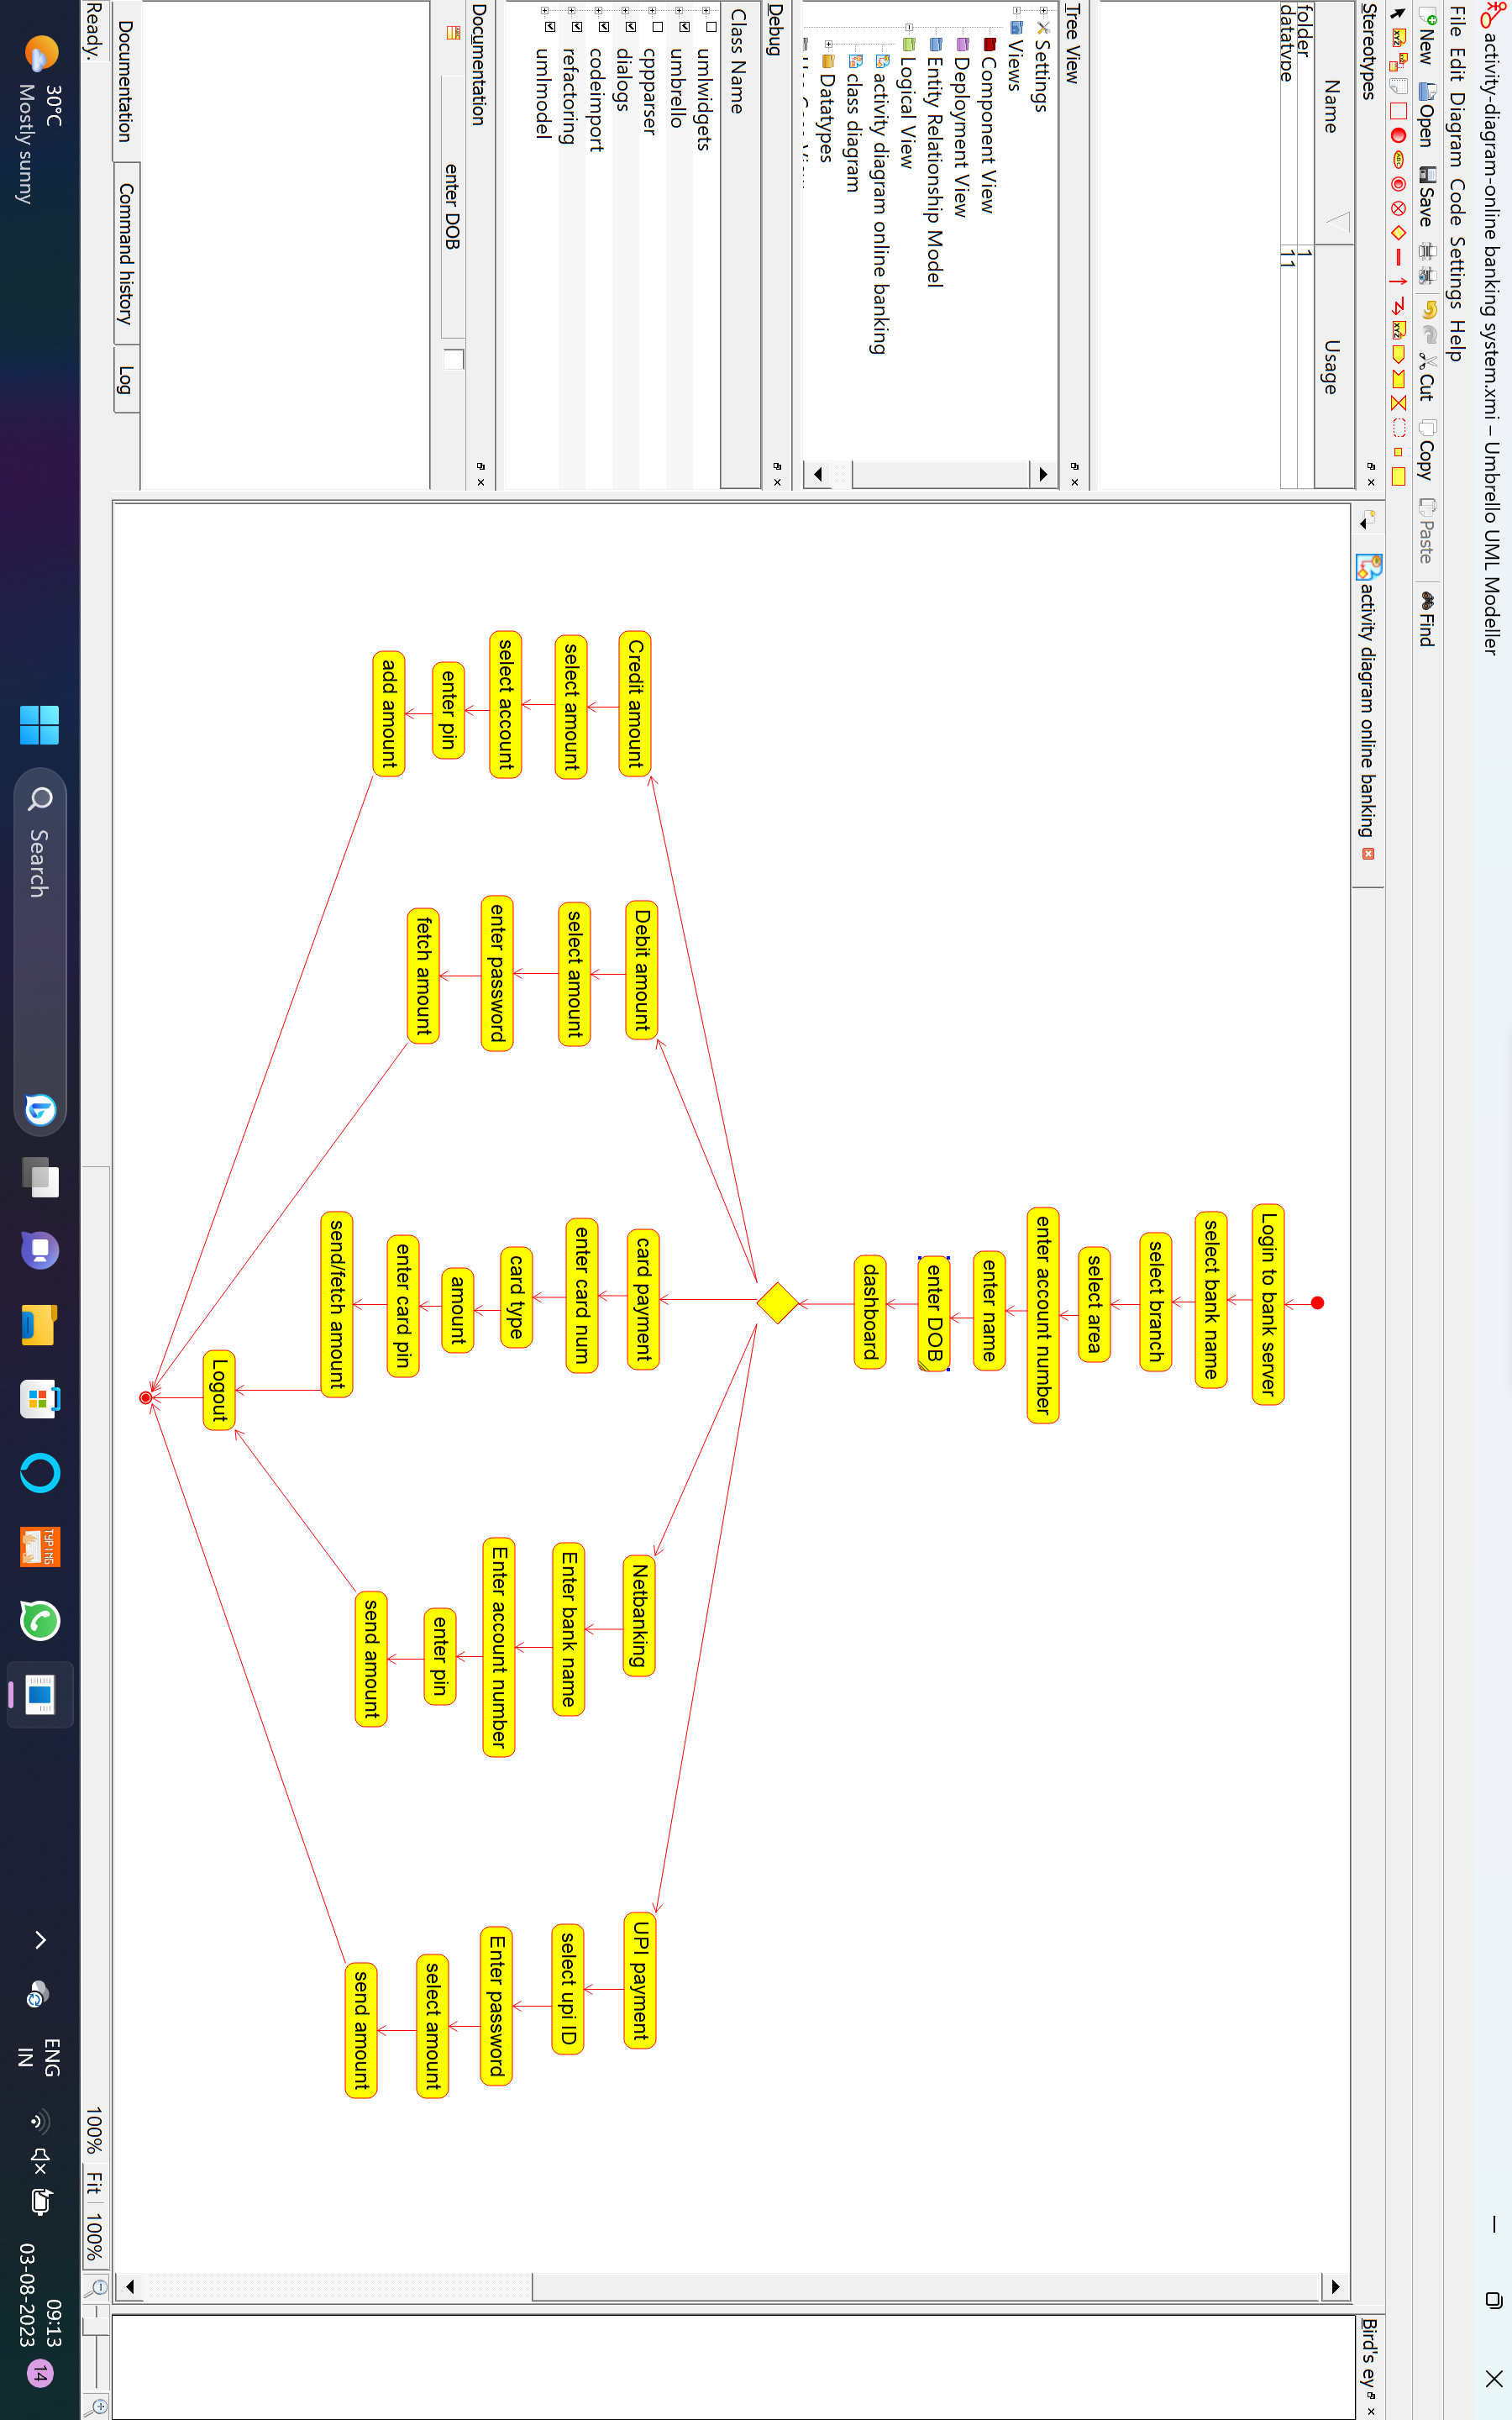 activity-diagram-online banking system.xmi – Umbrello UML Modeller
File Edit Diagram Code Settings Help
New Open Save Cut Copy Paste Find
Stereotypes
Name Usage
folder 1
datatype 11
Tree View
Settings
Views
Component View
Deployment View
Entity Relationship Model
Logical View
activity diagram online banking
class diagram
Datatypes
Debug
Class Name
umlwidgets
umbrello
cppparser
dialogs
codeimport
refactoring
umlmodel
Documentation
enter DOB
Documentation Command history Log
Ready.
activity diagram online banking
Login to bank server
select bank name
select branch
select area
enter account number
enter name
enter DOB
dashboard
Credit amount
select amount
select account
enter pin
add amount
Debit amount
select amount
enter password
fetch amount
card payment
enter card num
card type
amount
enter card pin
send/fetch amount
Logout
Netbanking
Enter bank name
Enter account number
enter pin
send amount
UPI payment
select upi ID
Enter password
select amount
send amount
Bird's ey
100% Fit 100%
30°C
Mostly sunny
Search
TYPING
ENG
IN
09:13
03-08-2023
14